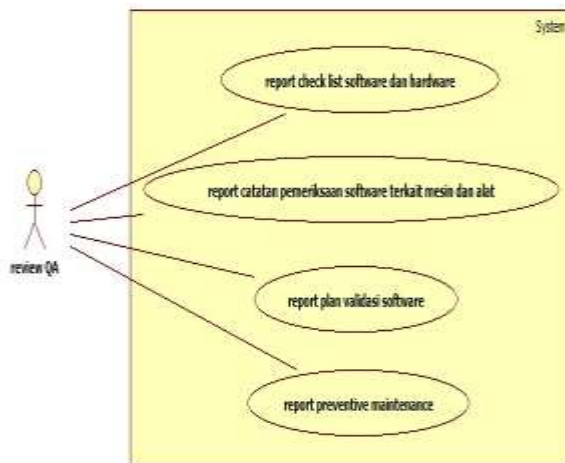 System
report check list software dan hardware
report catatan pemeriksaan software terkait mesin dan alat
review QA
report plan validasi software
report preventive maintenance